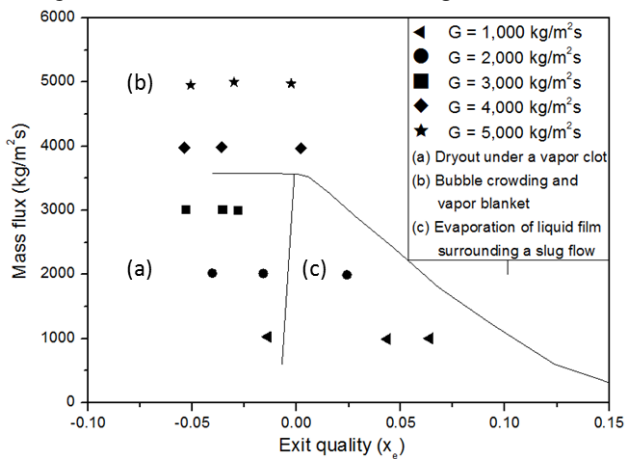 G = 1,000 kg/m²s
G = 2,000 kg/m²s
G = 3,000 kg/m²s
G = 4,000 kg/m²s
G = 5,000 kg/m²s
(a) Dryout under a vapor clot
(b) Bubble crowding and
vapor blanket
(c) Evaporation of liquid film
surrounding a slug flow
(b)
(a)
(c)
Mass flux (kg/m²s)
6000
5000
4000
3000
2000
1000
0
-0.10
-0.05
0.00
0.05
0.10
0.15
Exit quality (xₑ)